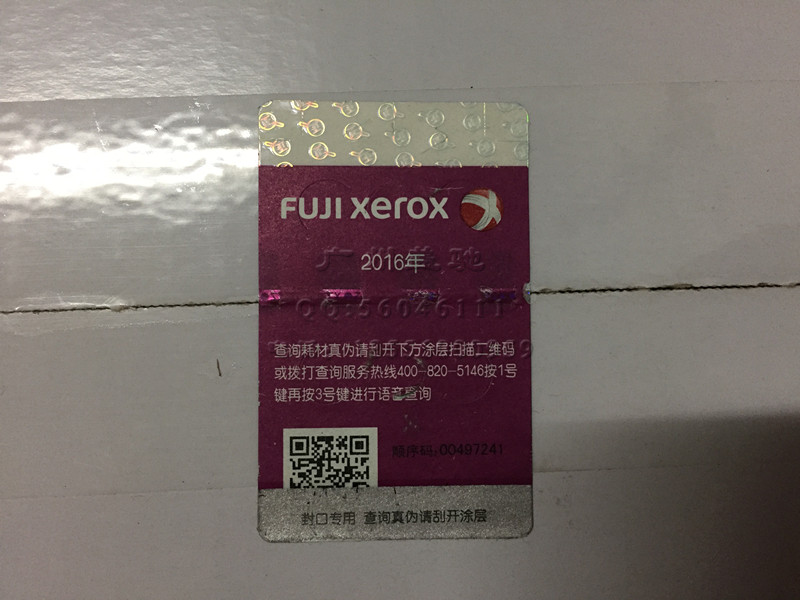 FUJI xerox
2016年
QQ:56046111
查询耗材真伪请刮开下方涂层扫描二维码
或拨打查询服务热线400-820-5146按1号
键再按3号键进行语音查询
顺序码:00497241
封口专用 查询真伪请刮开涂层